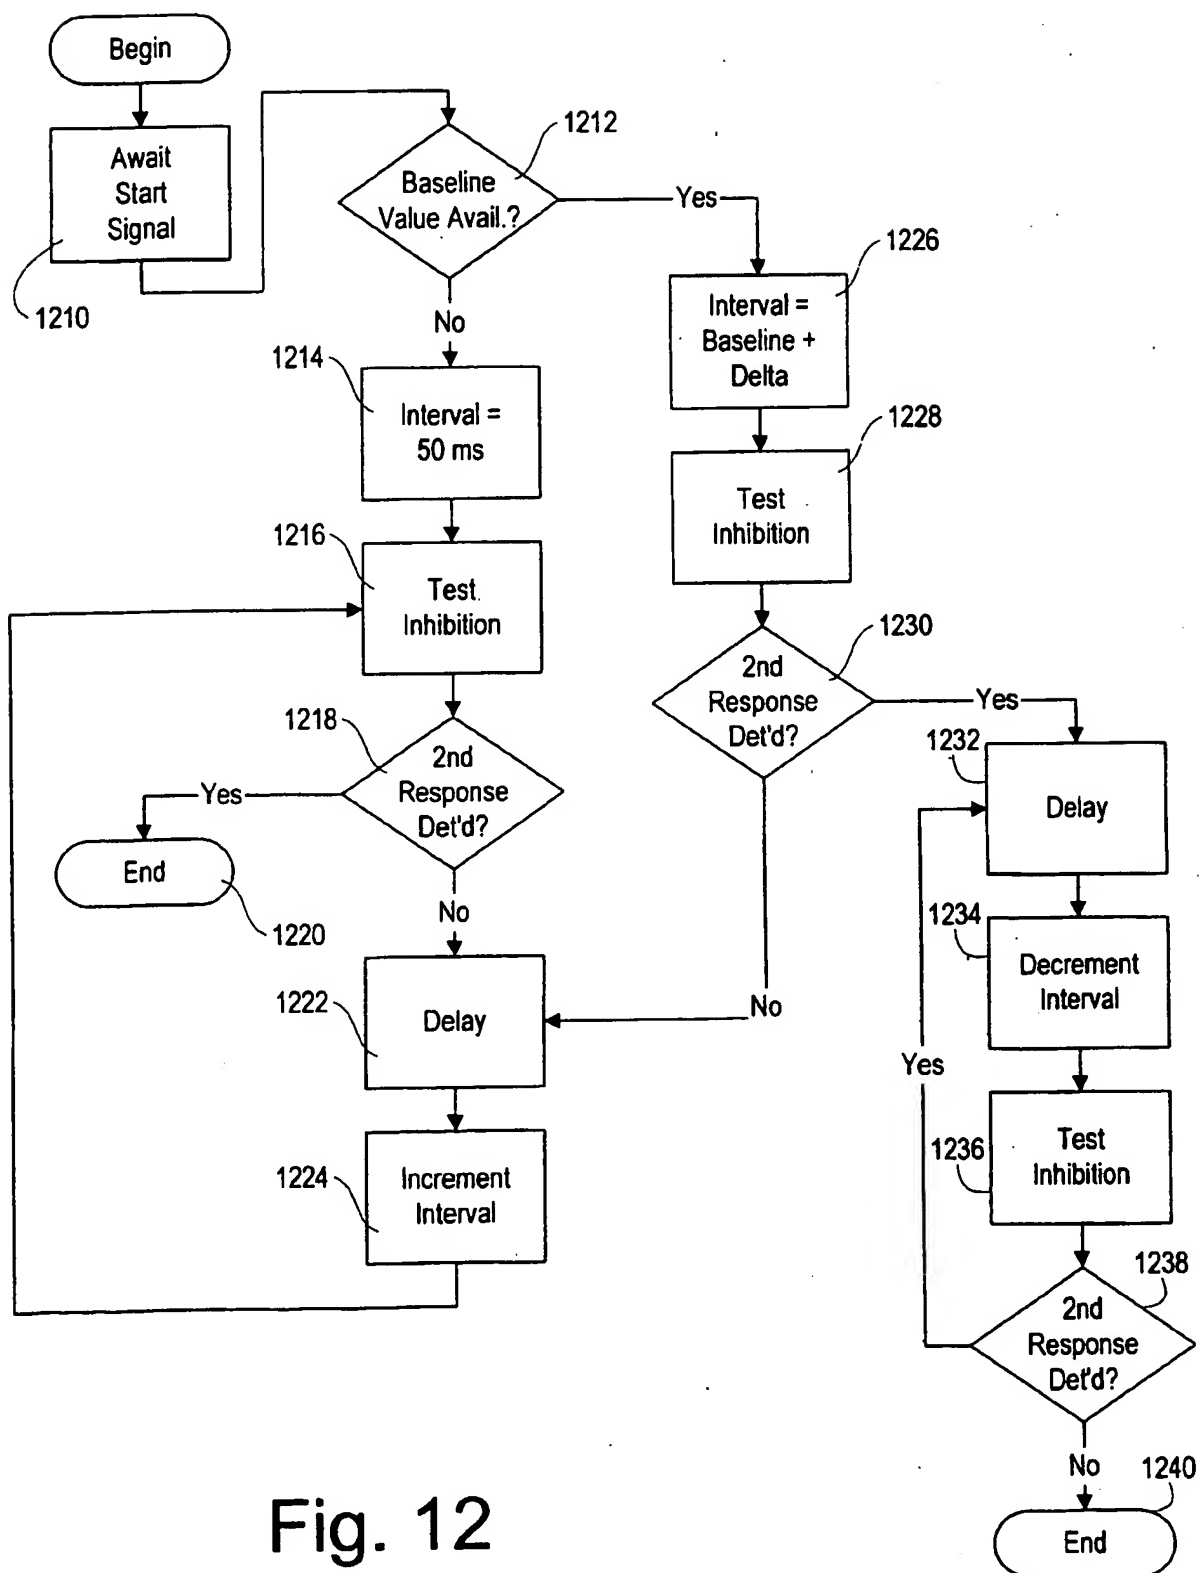 Begin
Await
Start
Signal
1210
Baseline
Value Avail.?
1212
Yes
No
1214
Interval =
50 ms
1216
Test
Inhibition
1218
2nd
Response
Det'd?
Yes
End
1220
No
1222
Delay
1224
Increment
Interval
1226
Interval =
Baseline +
Delta
1228
Test
Inhibition
1230
2nd
Response
Det'd?
No
Yes
1232
Delay
1234
Decrement
Interval
1236
Test
Inhibition
1238
2nd
Response
Det'd?
Yes
No
1240
End
Fig. 12